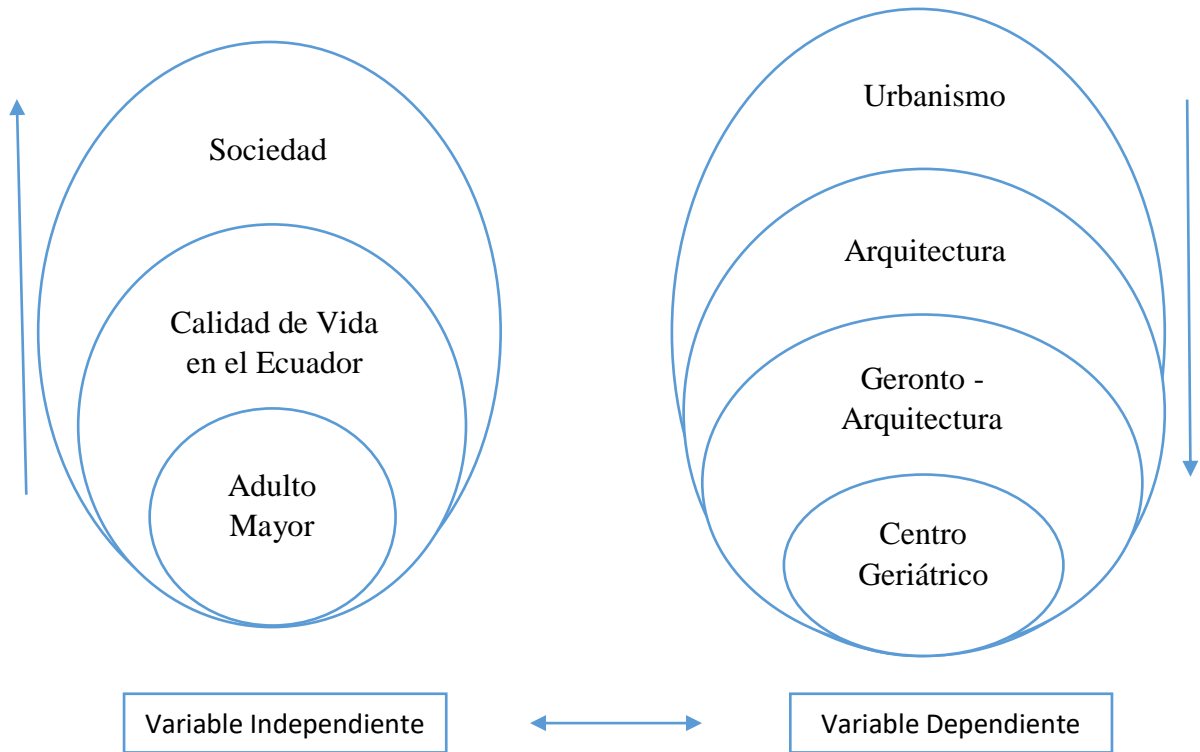 Sociedad
Calidad de Vida
en el Ecuador
Adulto
Mayor
Urbanismo
Arquitectura
Geronto -
Arquitectura
Centro
Geriátrico
Variable Independiente
Variable Dependiente